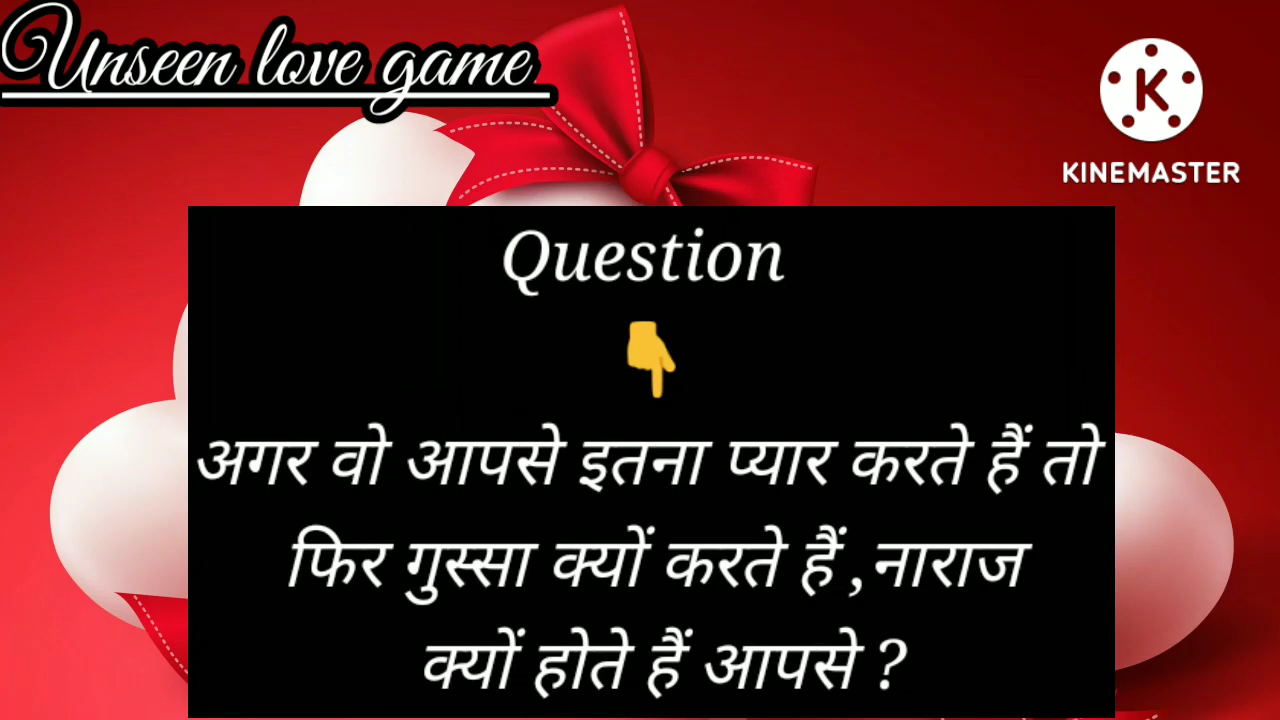 Unseen love game
K
KINEMASTER
Question
अगर वो आपसे इतना प्यार करते हैं तो
फिर गुस्सा क्यों करते हैं ,नाराज
क्यों होते हैं आपसे ?